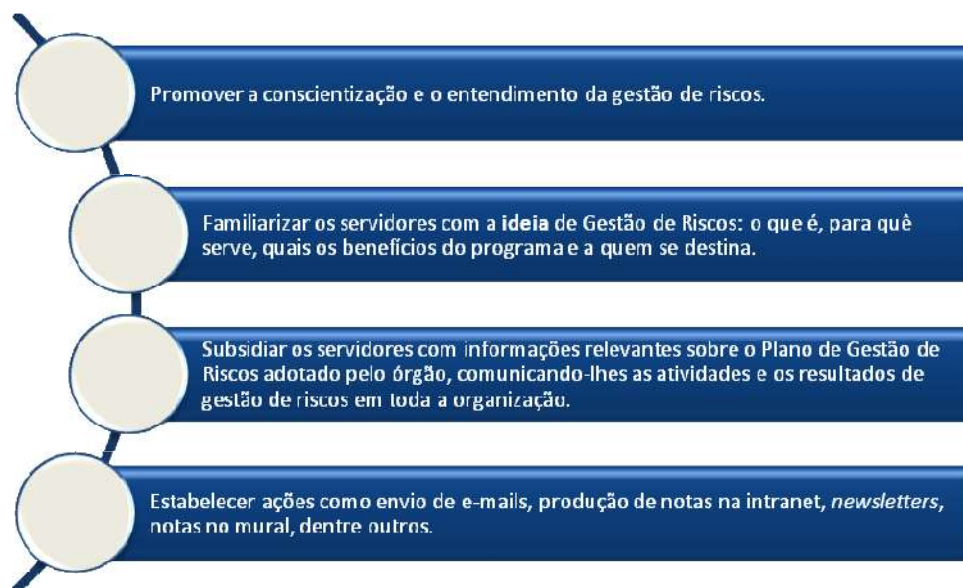 Promover a conscientização e o entendimento da gestão de riscos.
Familiarizar os servidores com a ideia de Gestão de Riscos: o que é, para quê
serve, quais os benefícios do programa e a quem se destina.
Subsidiar os servidores com informações relevantes sobre o Plano de Gestão de
Riscos adotado pelo órgão, comunicando-lhes as atividades e os resultados de
gestão de riscos em toda a organização.
Estabelecer ações como envio de e-mails, produção de notas na intranet, newsletters,
notas no mural, dentre outros.